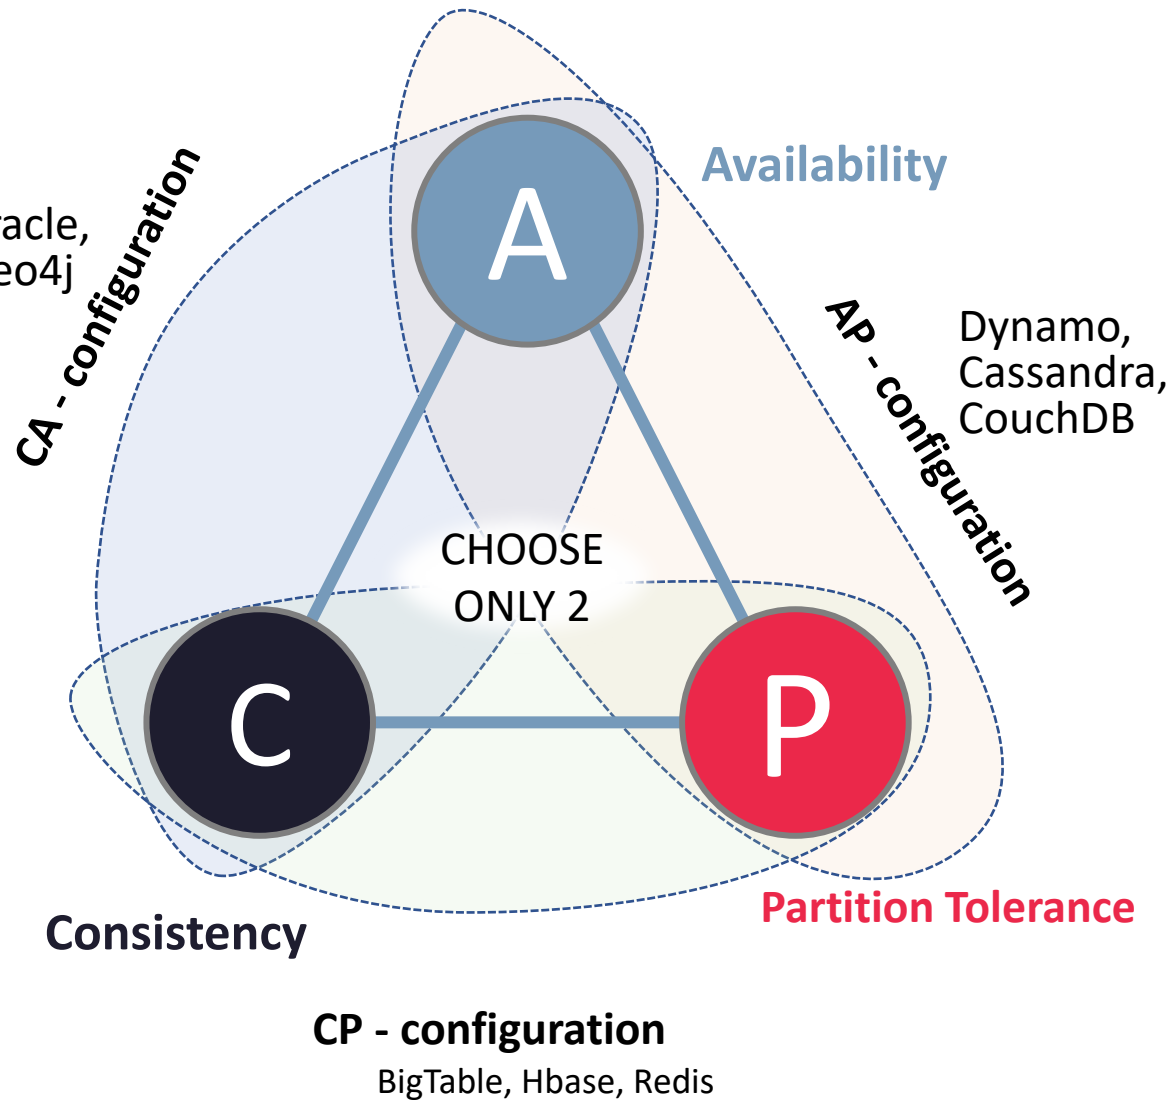 A
Availability
CA - configuration
AP - configuration
Dynamo,
Cassandra,
CouchDB
CHOOSE
ONLY 2
C
P
Consistency
Partition Tolerance
CP - configuration
BigTable, Hbase, Redis